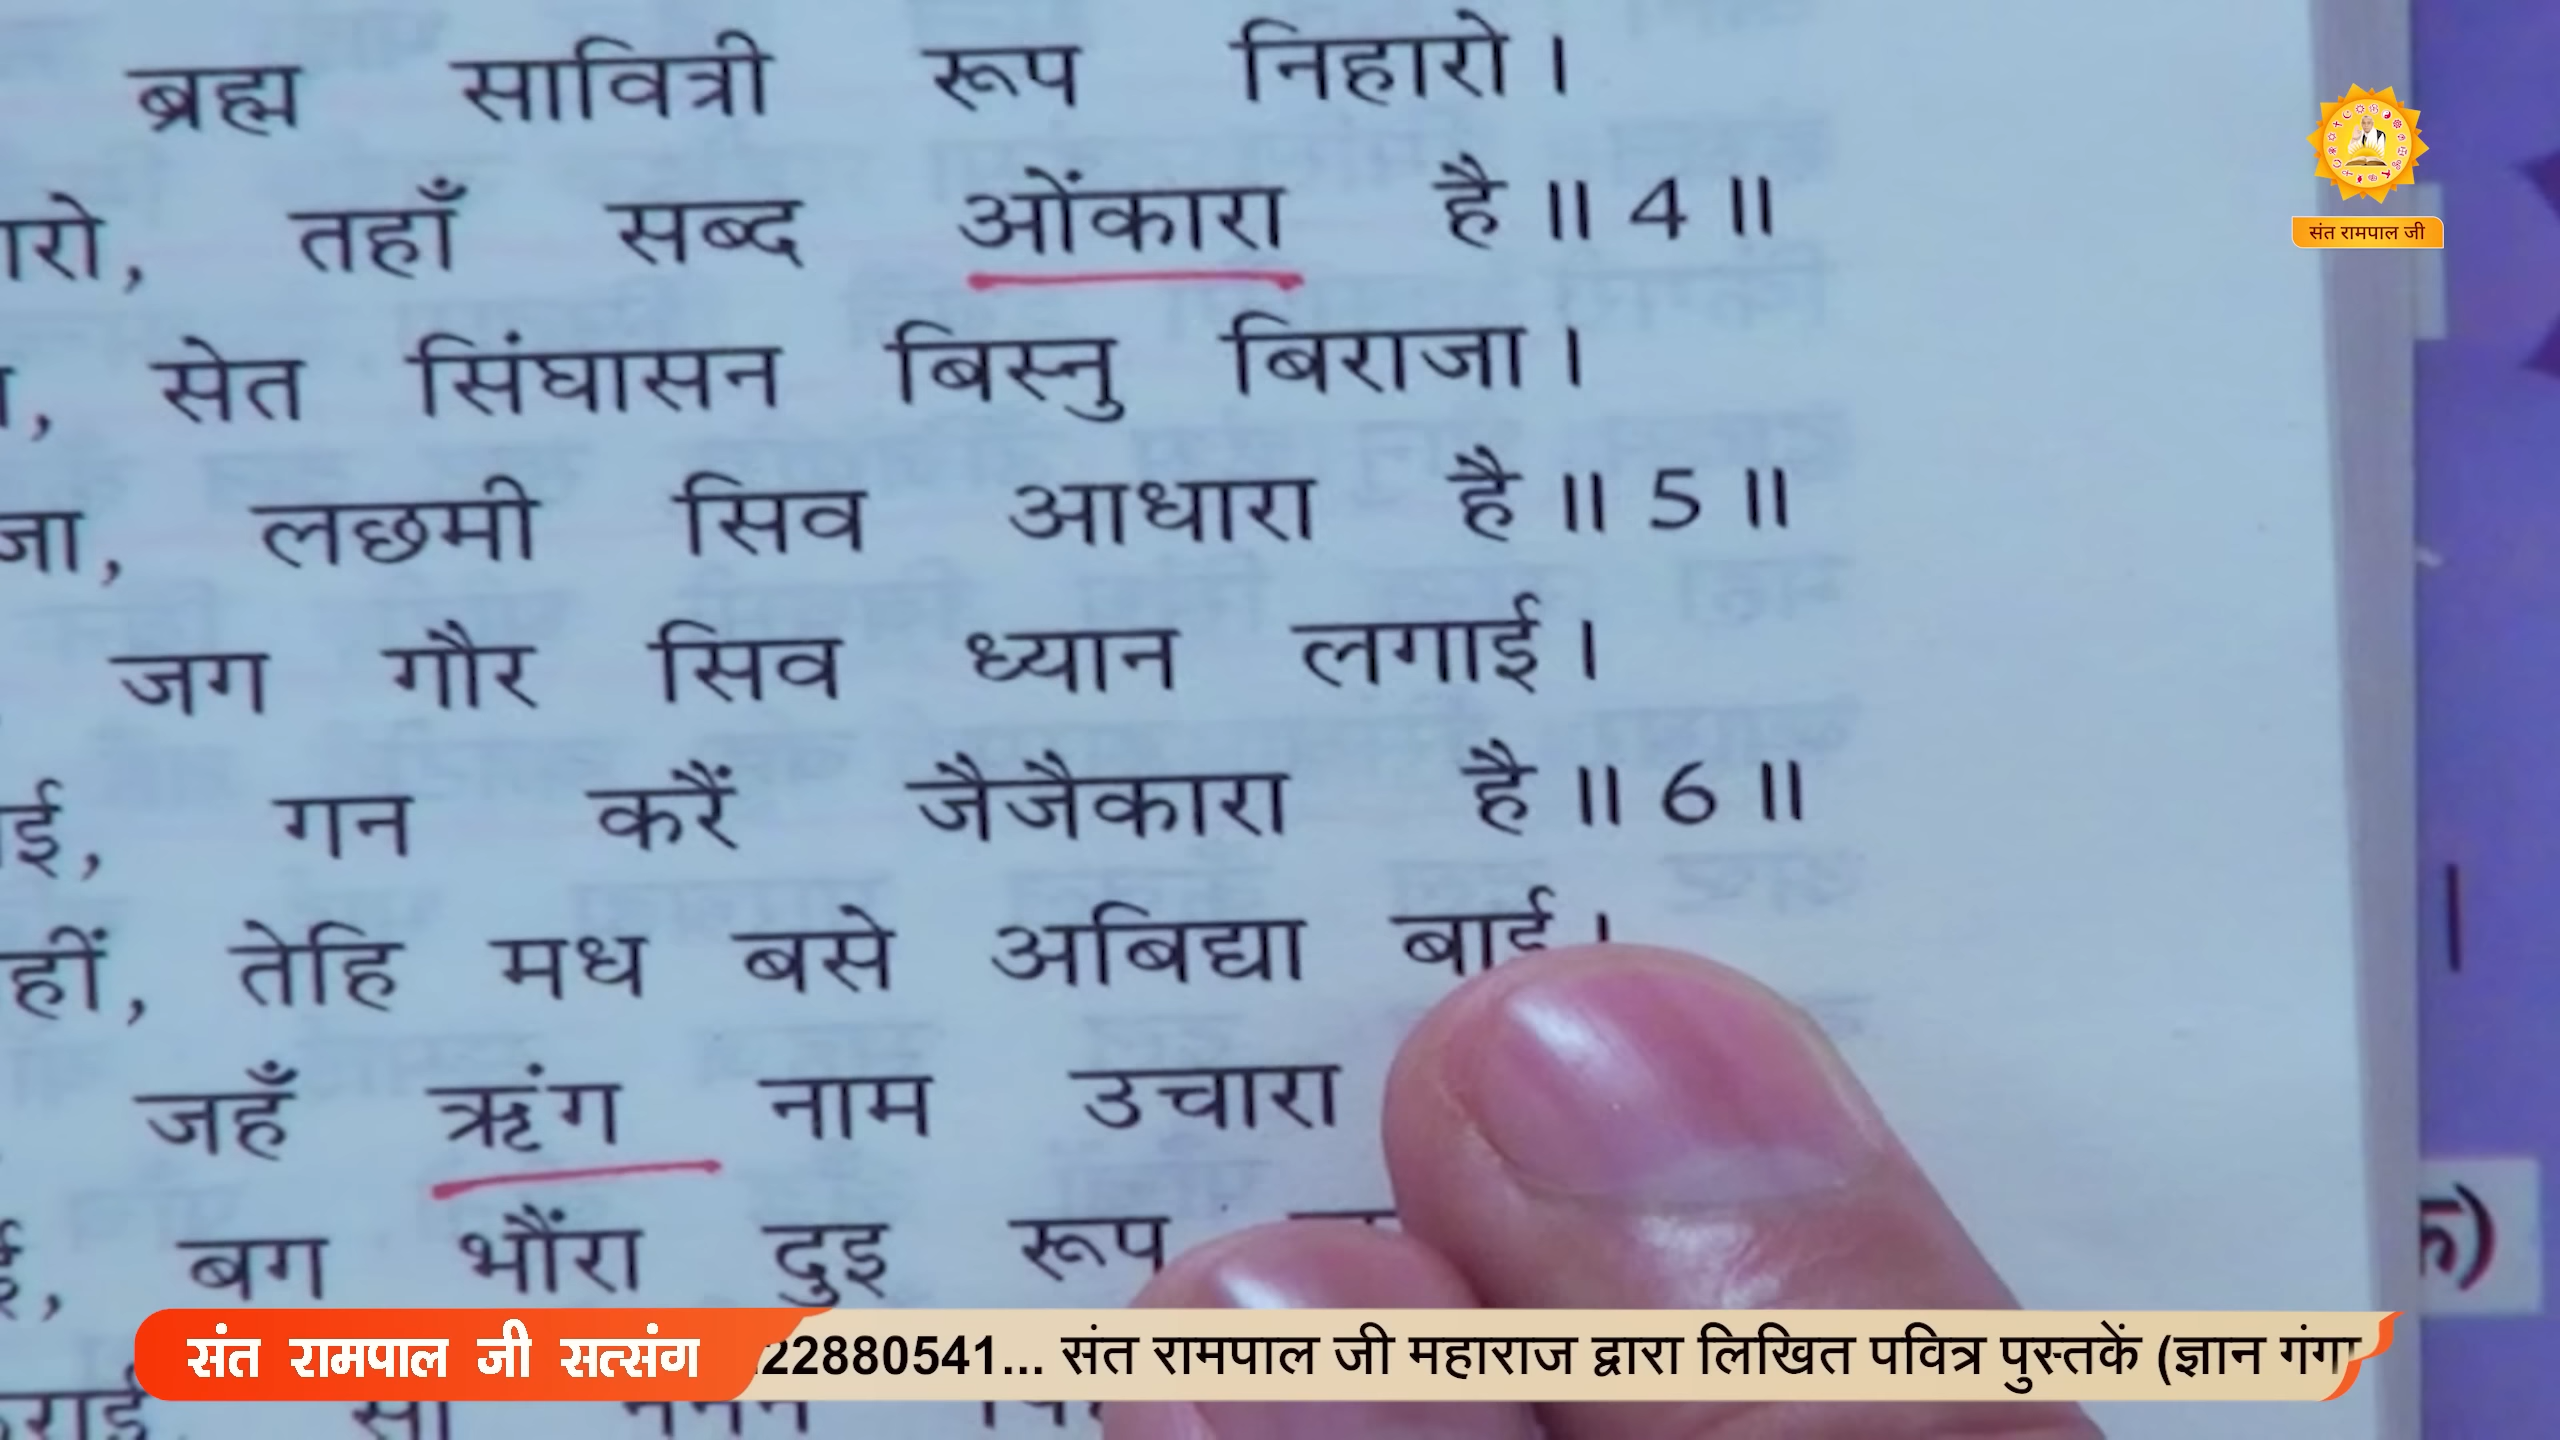 ब्रह्म सावित्री रूप निहारो।
तहाँ सब्द ओंकारा है॥4॥
सेत सिंघासन बिस्नु बिराजा।
लछमी सिव आधारा है॥5॥
जग गौर सिव ध्यान लगाई।
गन करैं जैजैकारा है॥6॥
तेहि मध बसे अबिद्या बाई।
जहँ ऋंग नाम उचारा
बग भौंरा दुइ रूप
संत रामपाल जी
संत रामपाल जी सत्संग
22880541... संत रामपाल जी महाराज द्वारा लिखित पवित्र पुस्तकें (ज्ञान गंगा